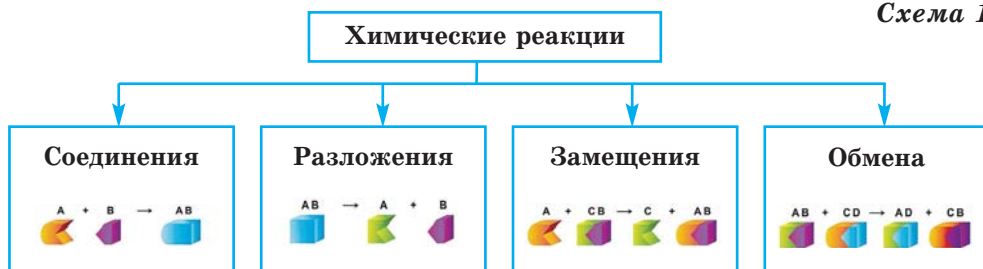 Схема 1
Химические реакции
Соединения
A + B → AB
Разложения
AB → A + B
Замещения
A + CB → C + AB
Обмена
AB + CD → AD + CB